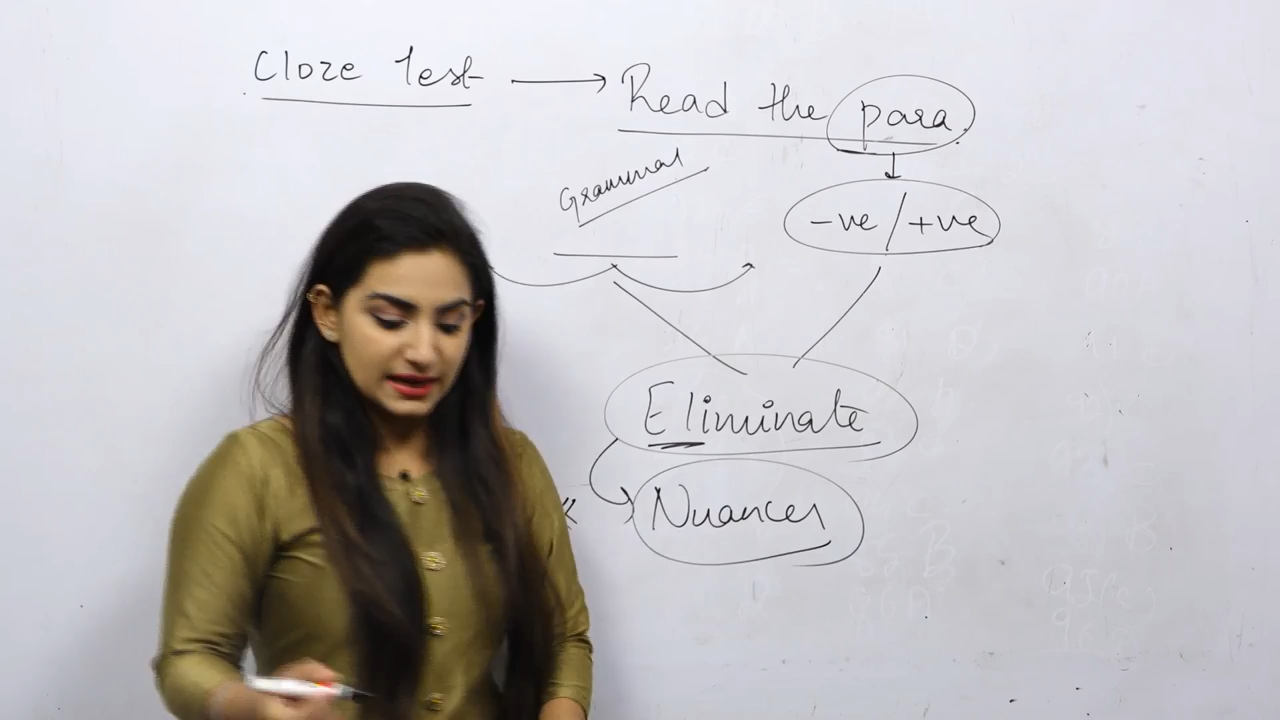 Cloze Test → Read the para.
Grammar
-ve / +ve
Eliminate
Nuances